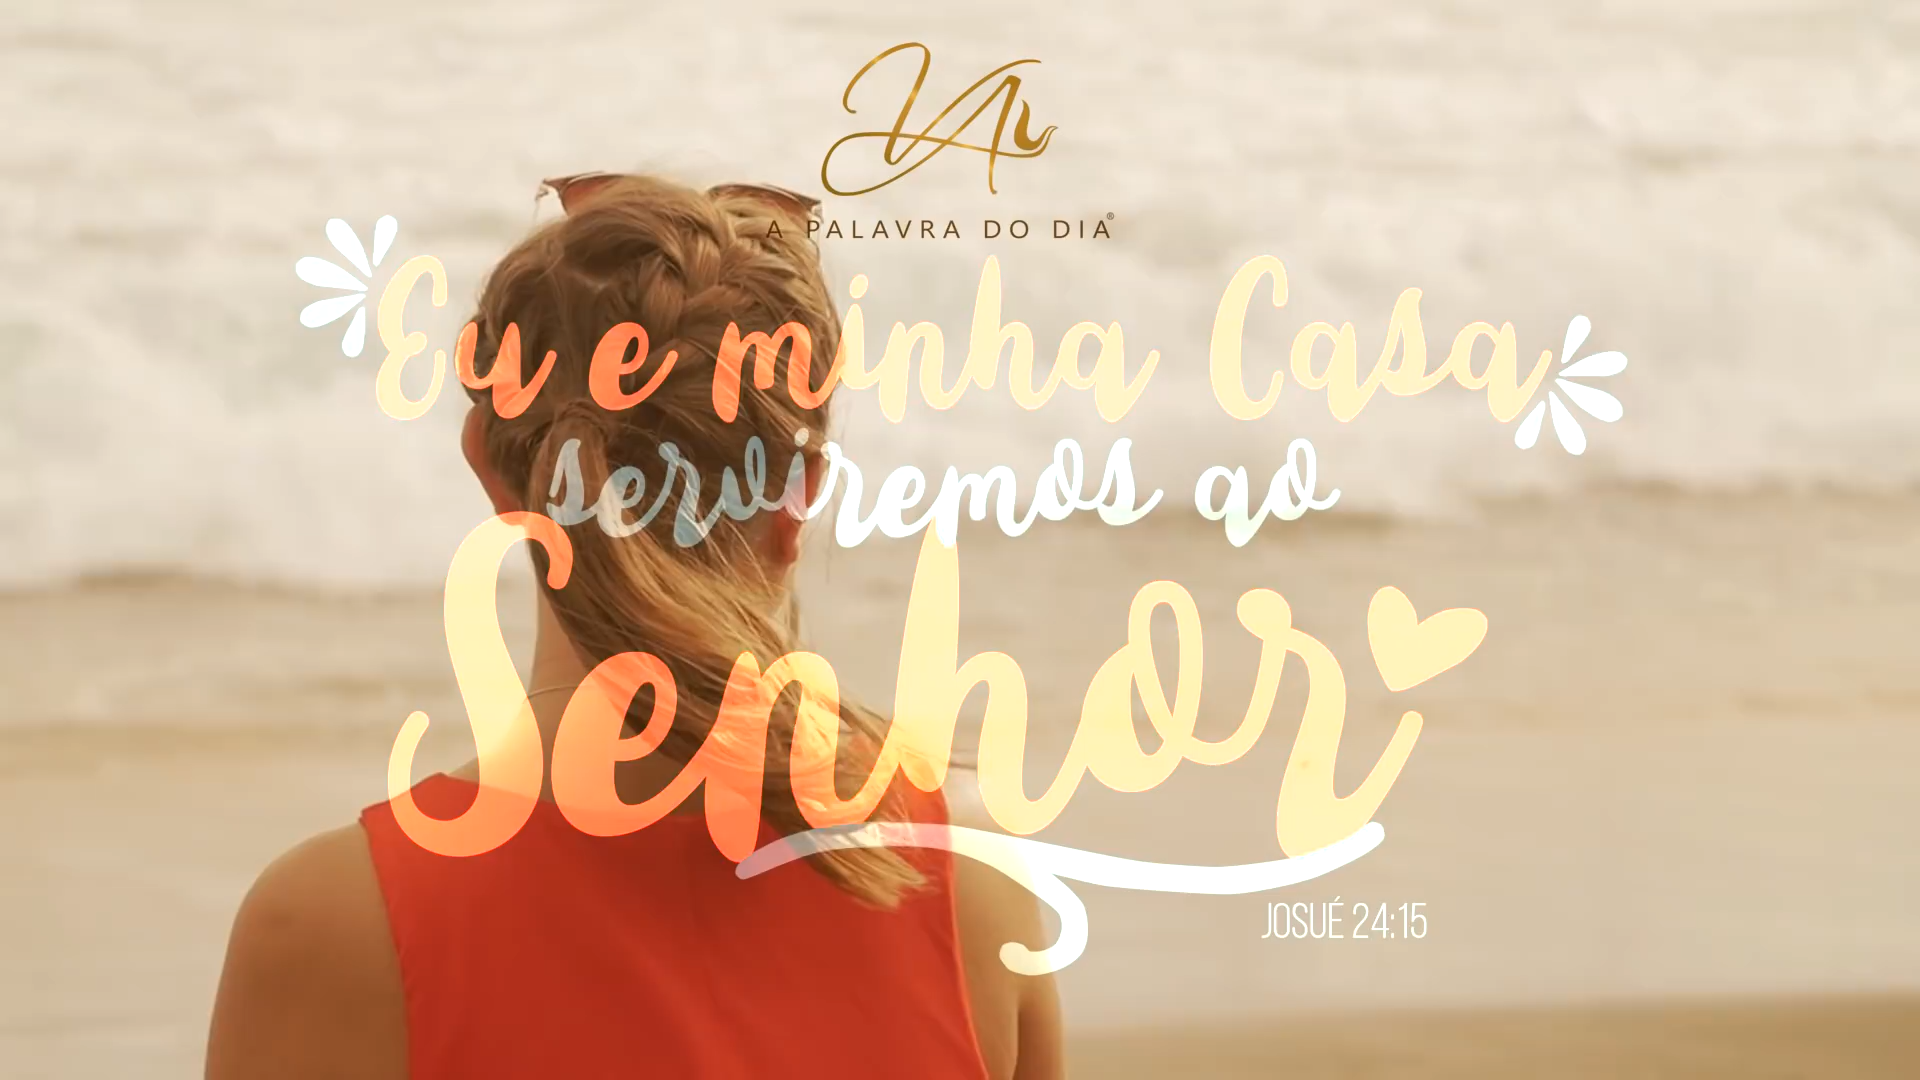 A PALAVRA DO DIA®
Eu e minha Casa
serviremos ao
Senhor
JOSUÉ 24:15